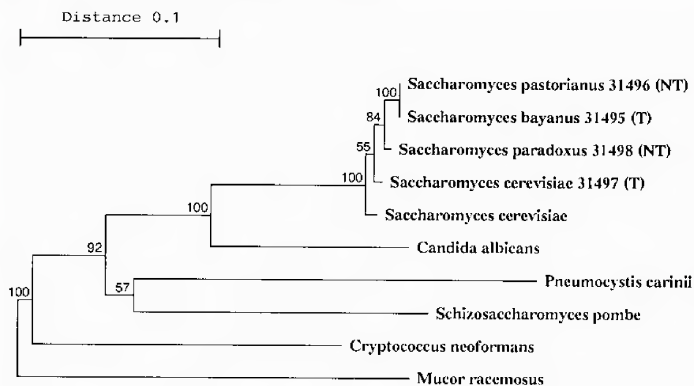 Distance 0.1
Saccharomyces pastorianus 31496 (NT)
100
Saccharomyces bayanus 31495 (T)
84
Saccharomyces paradoxus 31498 (NT)
55
100
Saccharomyces cerevisiae 31497 (T)
100
Saccharomyces cerevisiae
92
Candida albicans
57
Pneumocystis carinii
100
Schizosaccharomyces pombe
Cryptococcus neoformans
Mucor racemosus